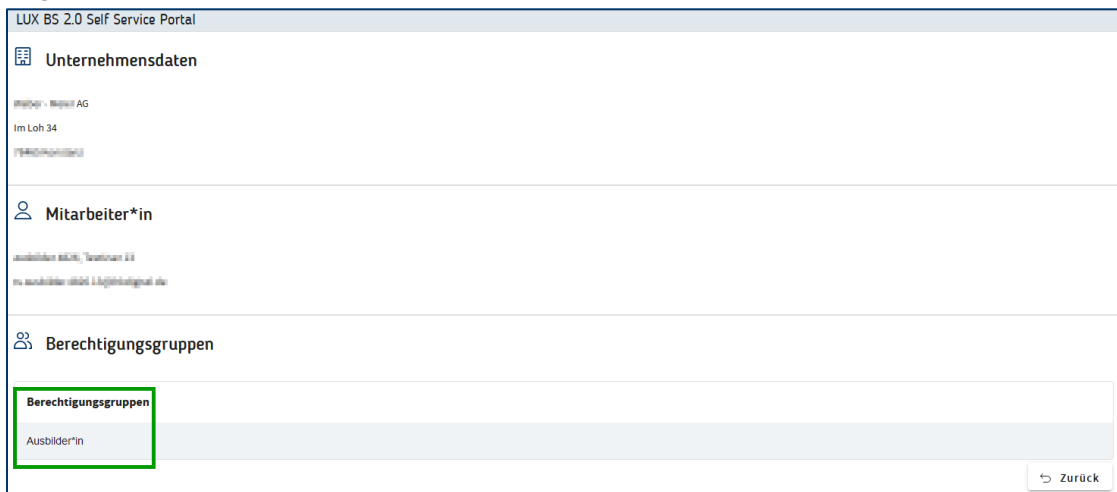 LUX BS 2.0 Self Service Portal
Unternehmensdaten
AG
Im Loh 34
Mitarbeiter*in
Berechtigungsgruppen
Berechtigungsgruppen
Ausbilder*in
Zurück